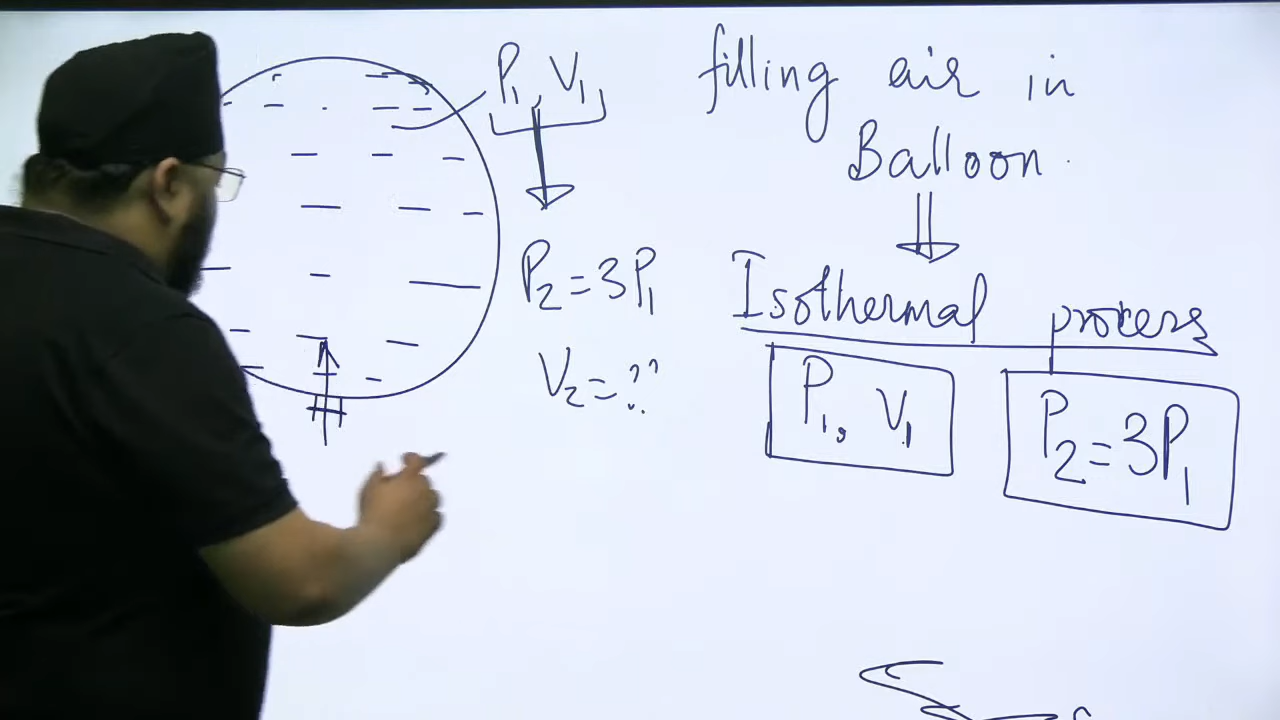 P₁, V₁
P₂ = 3P₁
V₂ = ??
filling air in
Balloon.
Isothermal process
P₁, V₁
P₂ = 3P₁